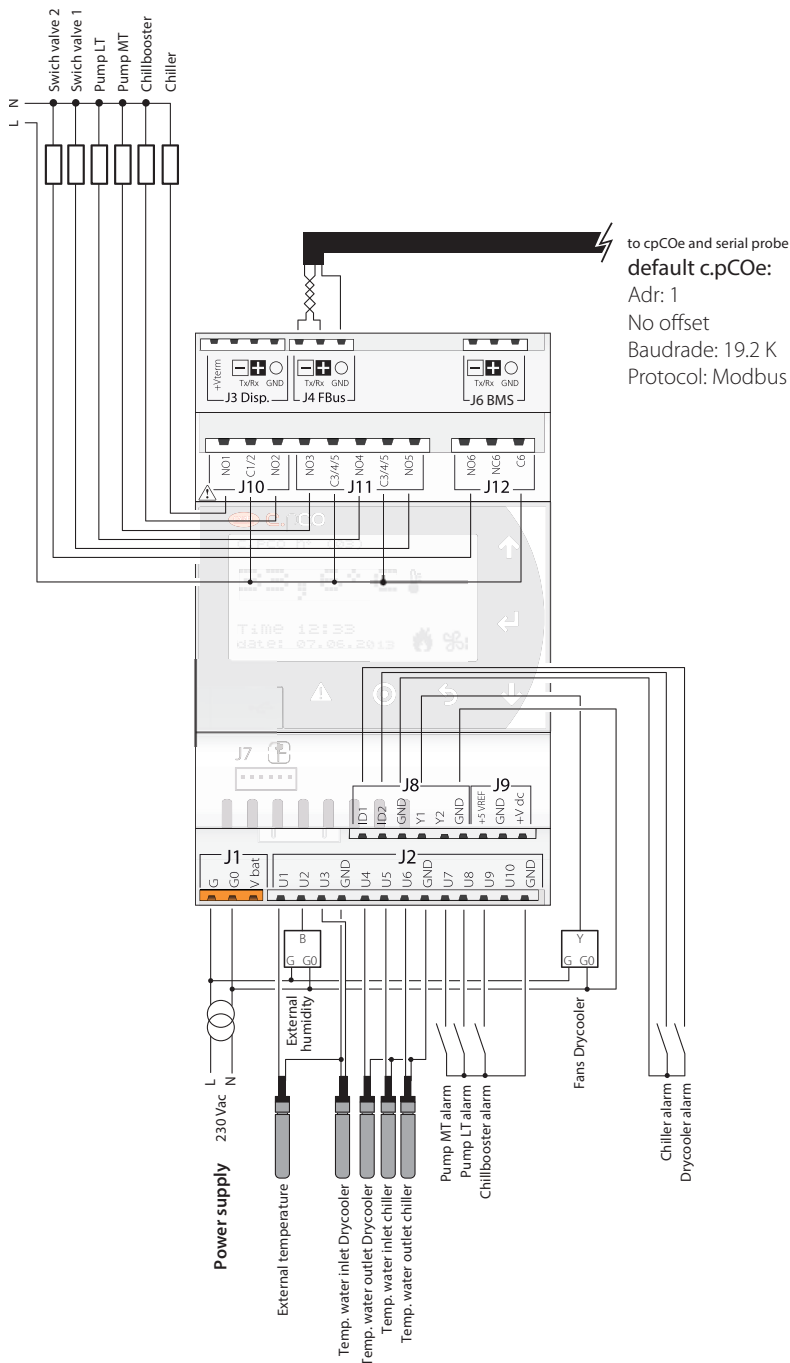 Swich valve 2
Swich valve 1
Pump LT
Pump MT
Chillbooster
Chiller
N
L
to cpCOe and serial probe
default c.pCOe:
Adr: 1
No offset
Baudrade: 19.2 K
Protocol: Modbus
+Vterm
Tx/Rx GND
J3 Disp.
Tx/Rx GND
J4 FBus
Tx/Rx GND
J6 BMS
NO1
C1/2
NO2
J10
NO3
C3/4/5
NO4
C3/4/5
NO5
J11
NO6
NC6
C6
J12
Time 12:33
date: 07.06.2013
J7
J8
ID1
ID2
GND
Y1
Y2
GND
J9
+5 VREF
GND
+V dc
J1
G
G0
V bat
J2
U1
U2
U3
GND
U4
U5
U6
GND
U7
U8
U9
U10
GND
B
G G0
External
humidity
Y
G G0
Fans Drycooler
L
N
230 Vac
Power supply
External temperature
Temp. water inlet Drycooler
Temp. water outlet Drycooler
Temp. water inlet chiller
Temp. water outlet chiller
Pump MT alarm
Pump LT alarm
Chillbooster alarm
Chiller alarm
Drycooler alarm